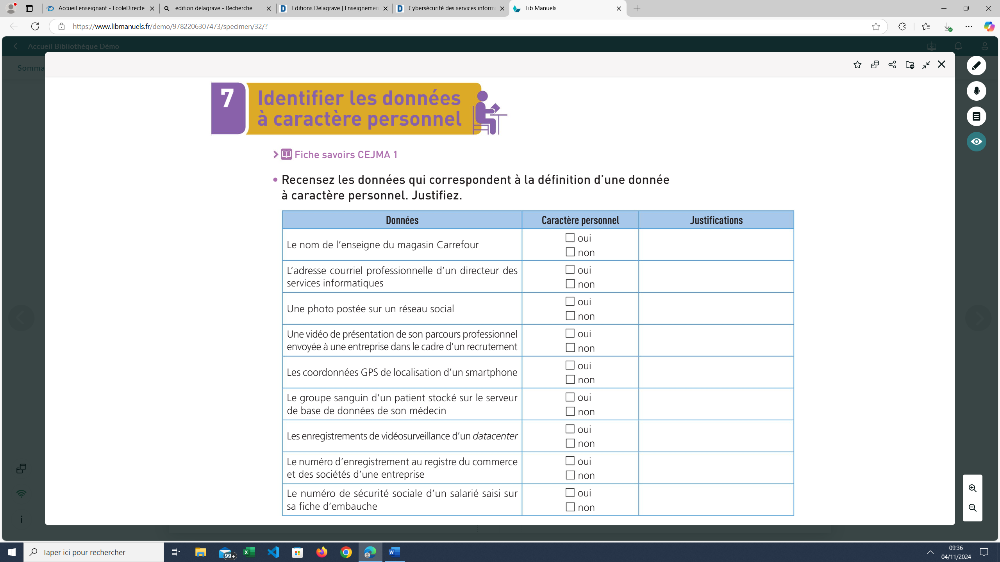 Accueil enseignant - EcoleDirecte
edition delagrave - Recherche
Editions Delagrave | Enseignemen
Cybersécurité des services inform
Lib Manuels
https://www.libmanuels.fr/demo/9782206307473/specimen/32/?
Accueil Bibliothèque Démo
Somma
7
Identifier les données
à caractère personnel
Fiche savoirs CEJMA 1
• Recensez les données qui correspondent à la définition d’une donnée
à caractère personnel. Justifiez.
Données Caractère personnel Justifications
Le nom de l’enseigne du magasin Carrefour
oui
non
L’adresse courriel professionnelle d’un directeur des
services informatiques
oui
non
Une photo postée sur un réseau social
oui
non
Une vidéo de présentation de son parcours professionnel
envoyée à une entreprise dans le cadre d’un recrutement
oui
non
Les coordonnées GPS de localisation d’un smartphone
oui
non
Le groupe sanguin d’un patient stocké sur le serveur
de base de données de son médecin
oui
non
Les enregistrements de vidéosurveillance d’un datacenter
oui
non
Le numéro d’enregistrement au registre du commerce
et des sociétés d’une entreprise
oui
non
Le numéro de sécurité sociale d’un salarié saisi sur
sa fiche d’embauche
oui
non
Taper ici pour rechercher
99+
09:36
04/11/2024